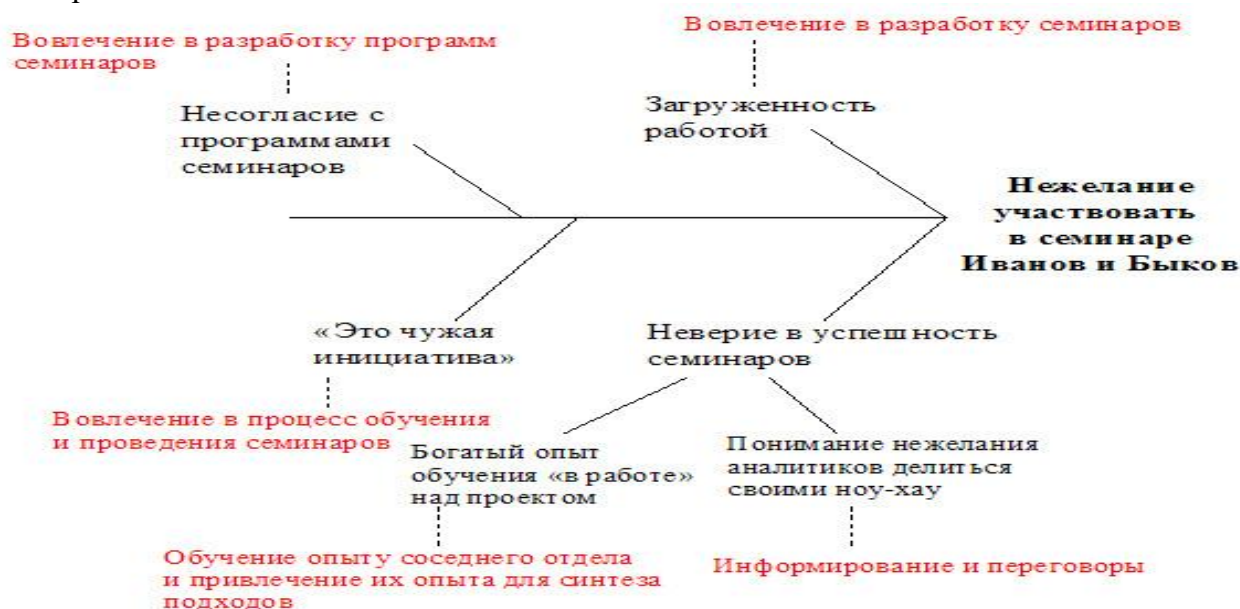 Вовлечение в разработку программ
семинаров
Вовлечение в разработку семинаров
Несогласие с
программами
семинаров
Загруженность
работой
Нежелание
участвовать
в семинаре
Иванов и Быков
«Это чужая
инициатива»
Неверие в успешность
семинаров
Вовлечение в процесс обучения
и проведения семинаров
Богатый опыт
обучения «в работе»
над проектом
Понимание нежелания
аналитиков делиться
своими ноу-хау
Обучение опыту соседнего отдела
и привлечение их опыта для синтеза
подходов
Информирование и переговоры